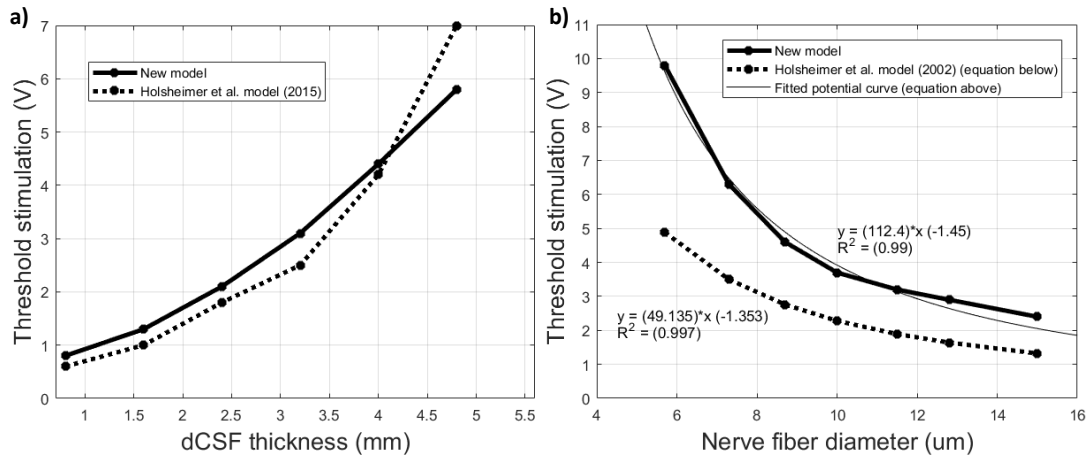 a)
Threshold stimulation (V)
7
6
5
4
3
2
1
0
New model
Holsheimer et al. model (2015)
1
1.5
2
2.5
3
3.5
4
4.5
5
5.5
dCSF thickness (mm)
b)
Threshold stimulation (V)
11
10
9
8
7
6
5
4
3
2
1
0
New model
Holsheimer et al. model (2002) (equation below)
Fitted potential curve (equation above)
y = (112.4)*x (-1.45)
R² = (0.99)
y = (49.135)*x (-1.353)
R² = (0.997)
4
6
8
10
12
14
16
Nerve fiber diameter (um)